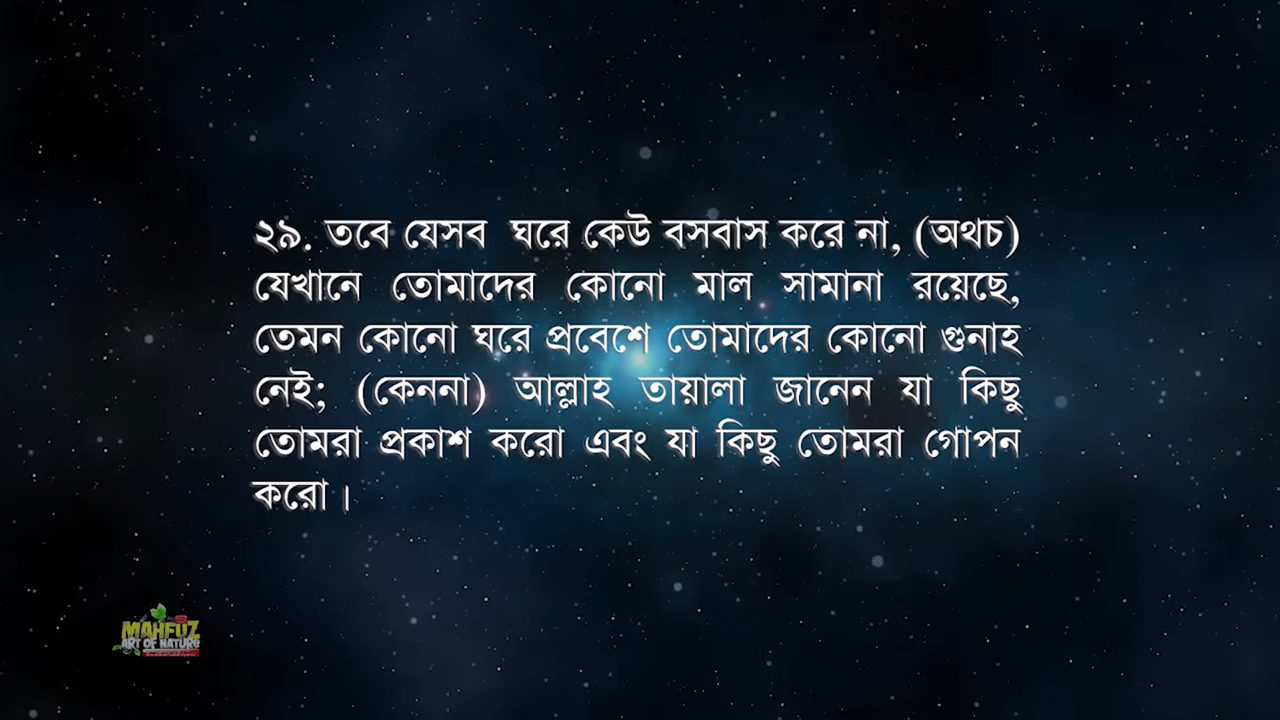 ২৯. তবে যেসব ঘরে কেউ বসবাস করে না, (অথচ)
যেখানে তোমাদের কোনো মাল সামানা রয়েছে,
তেমন কোনো ঘরে প্রবেশে তোমাদের কোনো গুনাহ
নেই; (কেননা) আল্লাহ তায়ালা জানেন যা কিছু
তোমরা প্রকাশ করো এবং যা কিছু তোমরা গোপন
করো।
MAHFUZ
ART OF NATURE